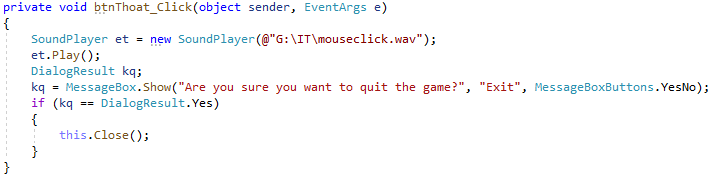 private void btnThoat_Click(object sender, EventArgs e)
{
    SoundPlayer et = new SoundPlayer(@"G:\IT\mouseclick.wav");
    et.Play();
    DialogResult kq;
    kq = MessageBox.Show("Are you sure you want to quit the game?", "Exit", MessageBoxButtons.YesNo);
    if (kq == DialogResult.Yes)
    {
        this.Close();
    }
}